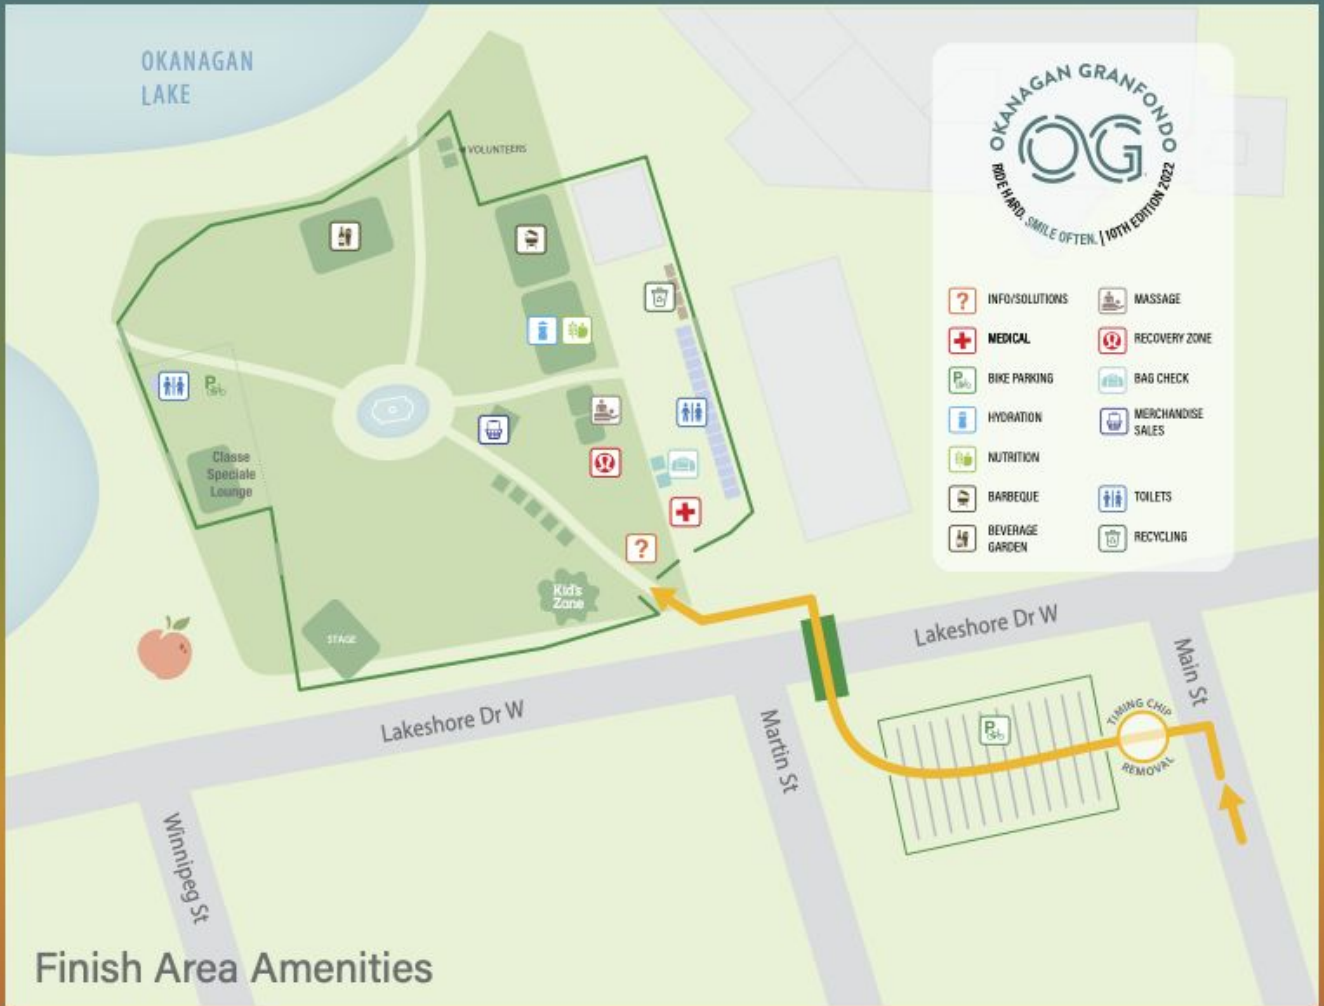 OKANAGAN
LAKE
VOLUNTEERS
OKANAGAN GRANFONDO
OG
RIDE HARD. SMILE OFTEN. | 10TH EDITION 2022
? INFO/SOLUTIONS
MASSAGE
MEDICAL
RECOVERY ZONE
P BIKE PARKING
BAG CHECK
HYDRATION
MERCHANDISE
SALES
NUTRITION
BARBEQUE
TOILETS
BEVERAGE
GARDEN
RECYCLING
P
Classe
Speciale
Lounge
?
Kid's
Zone
STAGE
Lakeshore Dr W
Lakeshore Dr W
Main St
Martin St
Winnipeg St
P
TIMING CHIP
REMOVAL
Finish Area Amenities